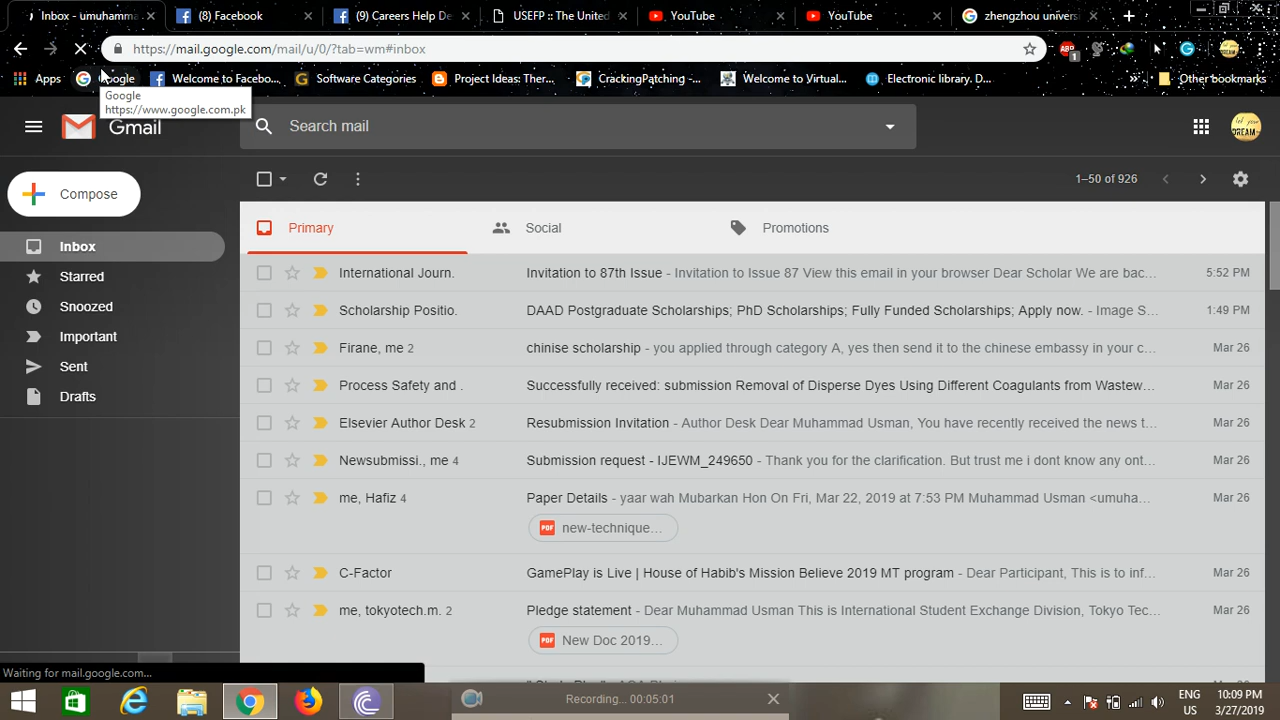 Inbox - umuhamm
(8) Facebook
(9) Careers Help De
USEFP :: The United
YouTube
YouTube
zhengzhou univers
https://mail.google.com/mail/u/0/?tab=wm#inbox
1
Apps
Google
Welcome to Facebo...
Software Categories
Project Ideas: Ther...
CrackingPatching -...
Welcome to Yirtual...
Electronic library. D...
Other bookmarks
Google
https://www.google.com.pk
Gmail
Search mail
Compose
1–50 of 926
Primary
Social
Promotions
Inbox
Starred
Snoozed
Important
Sent
Drafts
International Journ. Invitation to 87th Issue - Invitation to Issue 87 View this email in your browser Dear Scholar We are bac... 5:52 PM
Scholarship Positio. DAAD Postgraduate Scholarships; PhD Scholarships; Fully Funded Scholarships; Apply now. - Image S... 1:49 PM
Firane, me 2 chinise scholarship - you applied through category A, yes then send it to the chinese embassy in your c... Mar 26
Process Safety and . Successfully received: submission Removal of Disperse Dyes Using Different Coagulants from Wastew... Mar 26
Elsevier Author Desk 2 Resubmission Invitation - Author Desk Dear Muhammad Usman, You have recently received the news t... Mar 26
Newsubmissi., me 4 Submission request - IJEWM_249650 - Thank you for the clarification. But trust me i dont know any ont... Mar 26
me, Hafiz 4 Paper Details - yaar wah Mubarkan Hon On Fri, Mar 22, 2019 at 7:53 PM Muhammad Usman <umuha... Mar 26
PDF new-technique...
C-Factor GamePlay is Live | House of Habib's Mission Believe 2019 MT program - Dear Participant, This is to inf... Mar 26
me, tokyotech.m. 2 Pledge statement - Dear Muhammad Usman This is International Student Exchange Division, Tokyo Tec... Mar 26
PDF New Doc 2019...
Waiting for mail.google.com...
Recording... 00:05:01
ENG
US
10:09 PM
3/27/2019